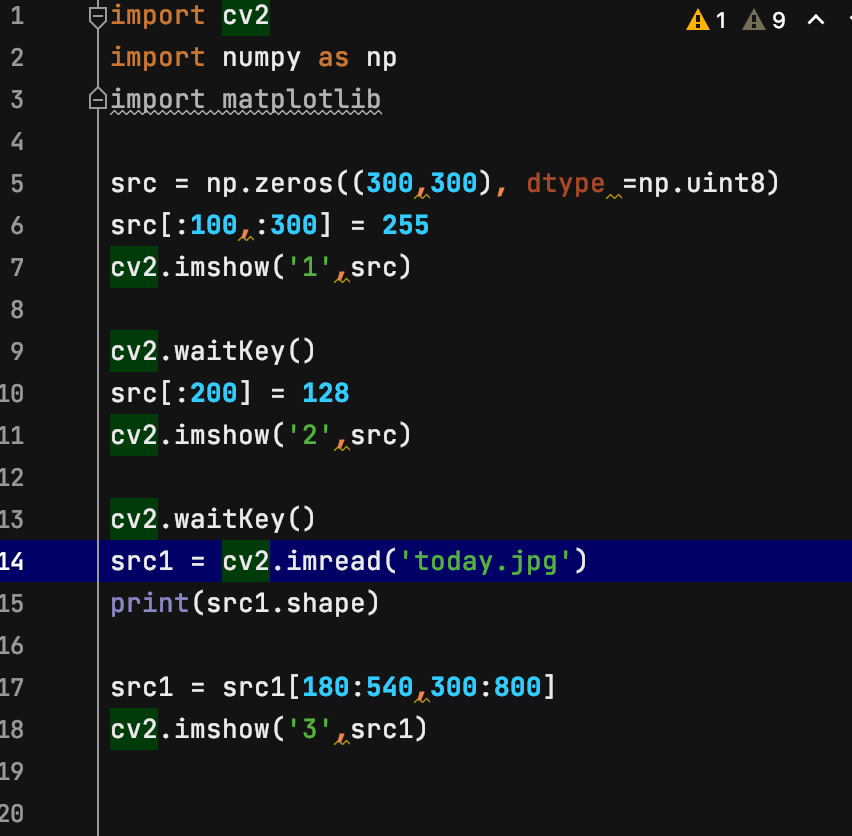 1 import cv2 1 9
2 import numpy as np
3 import matplotlib
4
5 src = np.zeros((300,300), dtype =np.uint8)
6 src[:100,:300] = 255
7 cv2.imshow('1',src)
8
9 cv2.waitKey()
10 src[:200] = 128
11 cv2.imshow('2',src)
12
13 cv2.waitKey()
14 src1 = cv2.imread('today.jpg')
15 print(src1.shape)
16
17 src1 = src1[180:540,300:800]
18 cv2.imshow('3',src1)
19
20